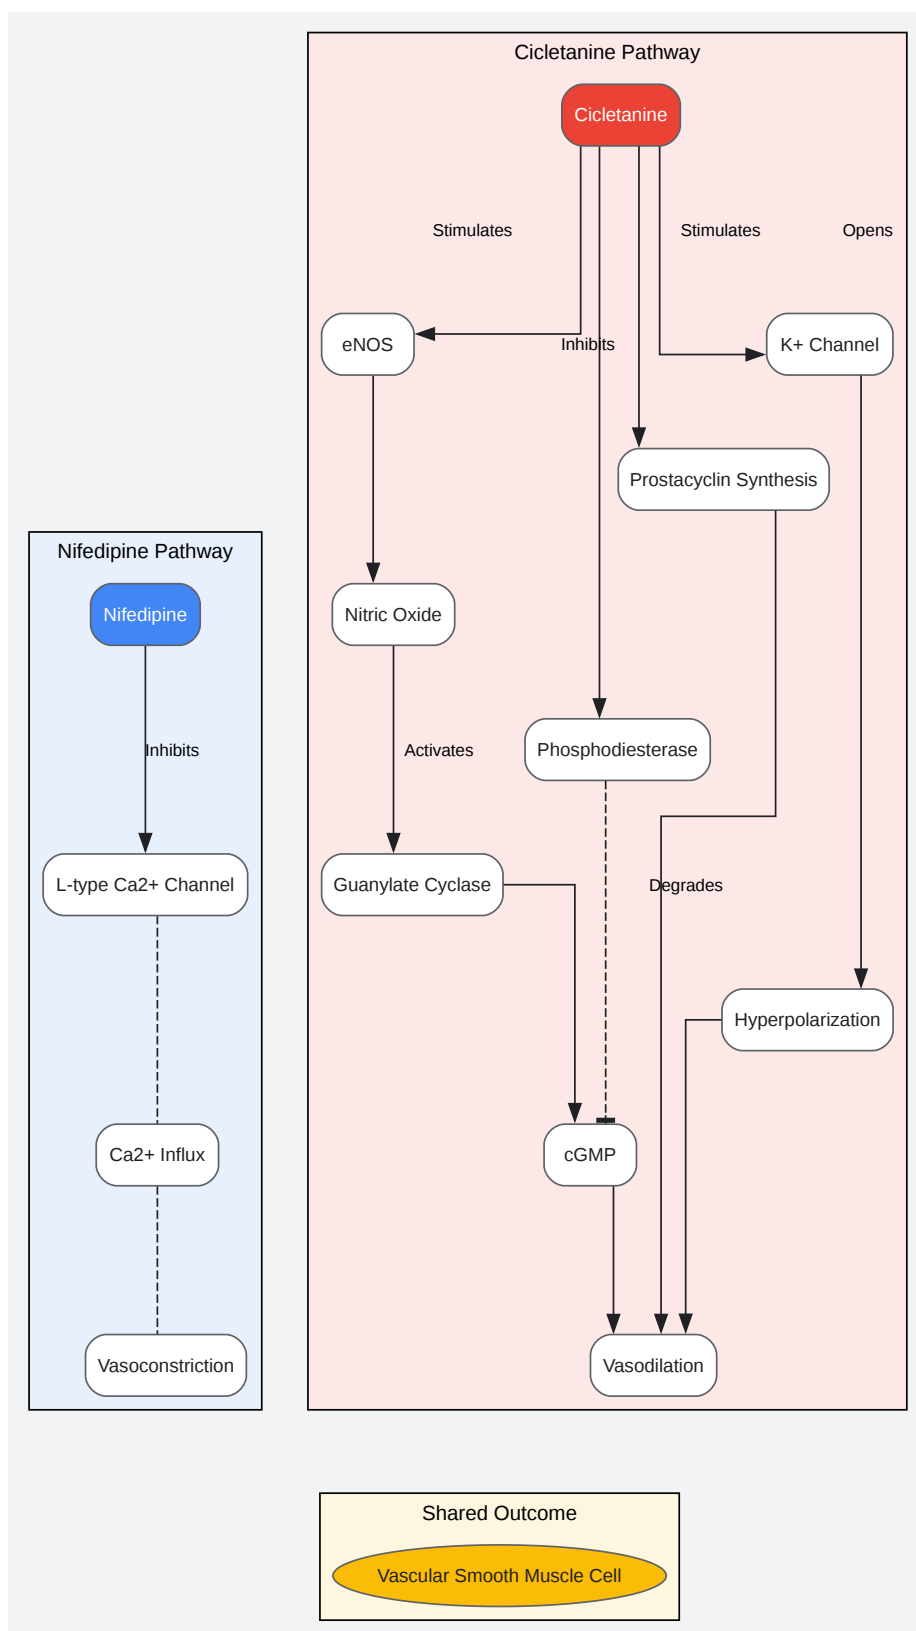 Cicletanine Pathway
Cicletanine
Stimulates
Stimulates
Opens
eNOS
Inhibits
K+ Channel
Prostacyclin Synthesis
Nifedipine Pathway
Nifedipine
Nitric Oxide
Inhibits
Activates
Phosphodiesterase
L-type Ca2+ Channel
Guanylate Cyclase
Degrades
Hyperpolarization
Ca2+ Influx
cGMP
Vasoconstriction
Vasodilation
Shared Outcome
Vascular Smooth Muscle Cell